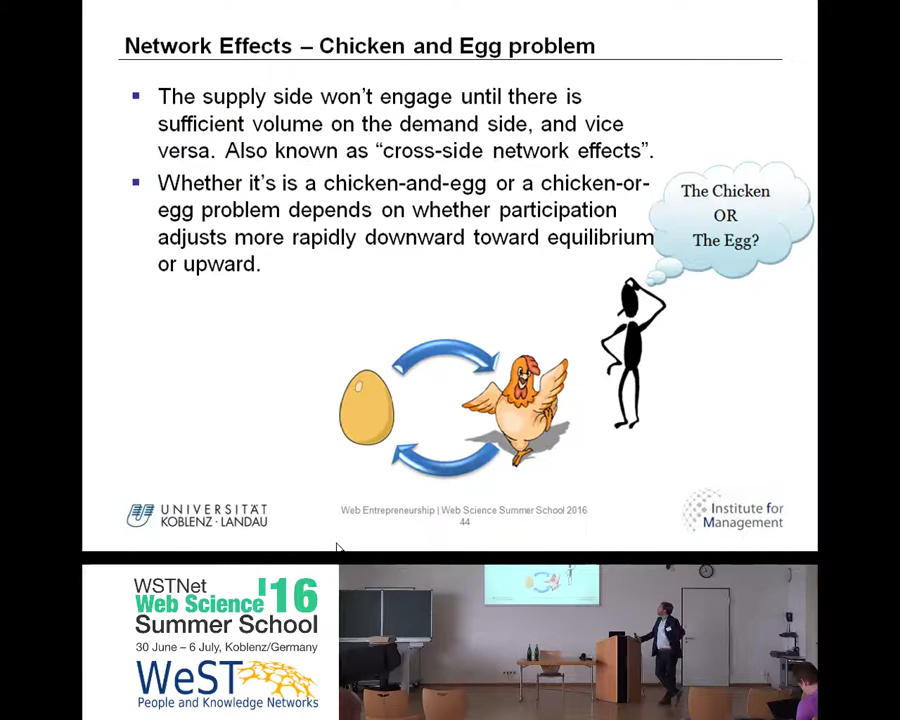 Network Effects – Chicken and Egg problem
The supply side won't engage until there is
sufficient volume on the demand side, and vice
versa. Also known as “cross-side network effects”.
Whether it's is a chicken-and-egg or a chicken-or-
egg problem depends on whether participation
adjusts more rapidly downward toward equilibrium
or upward.
The Chicken
OR
The Egg?
UNIVERSITÄT
KOBLENZ · LANDAU
Web Entrepreneurship | Web Science Summer School 2016
44
Institute for
Management
WSTNet
Web Science '16
Summer School
30 June – 6 July, Koblenz/Germany
WeST
People and Knowledge Networks